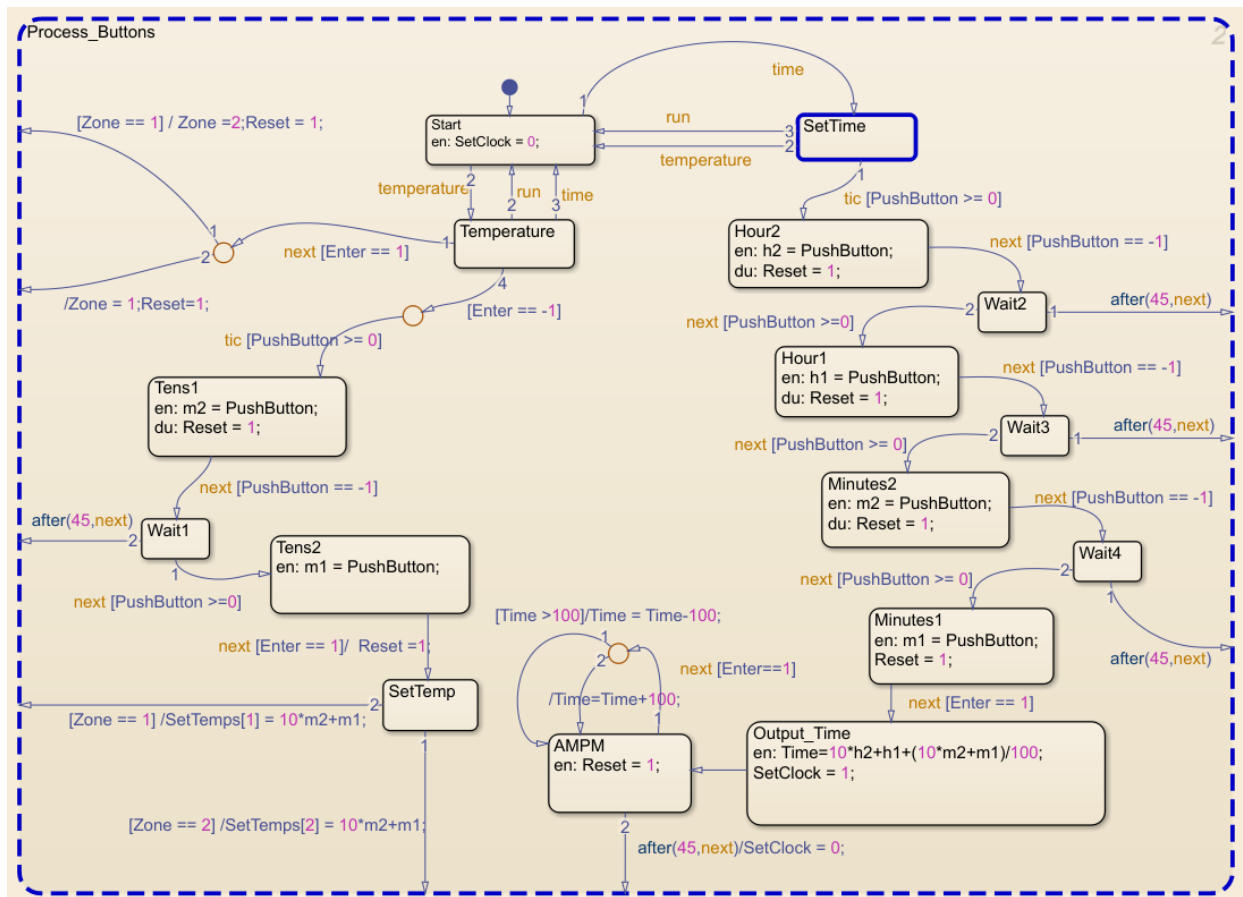 Process_Buttons
2
time
[Zone == 1] / Zone =2;Reset = 1;
1
Start
en: SetClock = 0;
run
3
SetTime
2
temperature
1
temperature
2
run
2
time
3
tic [PushButton >= 0]
1
2
next [Enter == 1]
1
Temperature
4
/Zone = 1;Reset=1;
[Enter == -1]
Hour2
en: h2 = PushButton;
du: Reset = 1;
next [PushButton == -1]
Wait2
2
1
after(45,next)
next [PushButton >=0]
tic [PushButton >= 0]
Hour1
en: h1 = PushButton;
du: Reset = 1;
next [PushButton == -1]
Tens1
en: m2 = PushButton;
du: Reset = 1;
Wait3
2
1
after(45,next)
next [PushButton >= 0]
next [PushButton == -1]
Minutes2
en: m2 = PushButton;
du: Reset = 1;
next [PushButton == -1]
after(45,next)
2
Wait1
1
Tens2
en: m1 = PushButton;
Wait4
2
1
next [PushButton >= 0]
next [PushButton >=0]
Minutes1
en: m1 = PushButton;
Reset = 1;
after(45,next)
next [Enter == 1]/ Reset =1;
[Time >100]/Time = Time-100;
1
2
next [Enter==1]
SetTemp
2
1
/Time=Time+100;
1
next [Enter == 1]
[Zone == 1] /SetTemps[1] = 10*m2+m1;
AMPM
en: Reset = 1;
2
Output_Time
en: Time=10*h2+h1+(10*m2+m1)/100;
SetClock = 1;
[Zone == 2] /SetTemps[2] = 10*m2+m1;
after(45,next)/SetClock = 0;